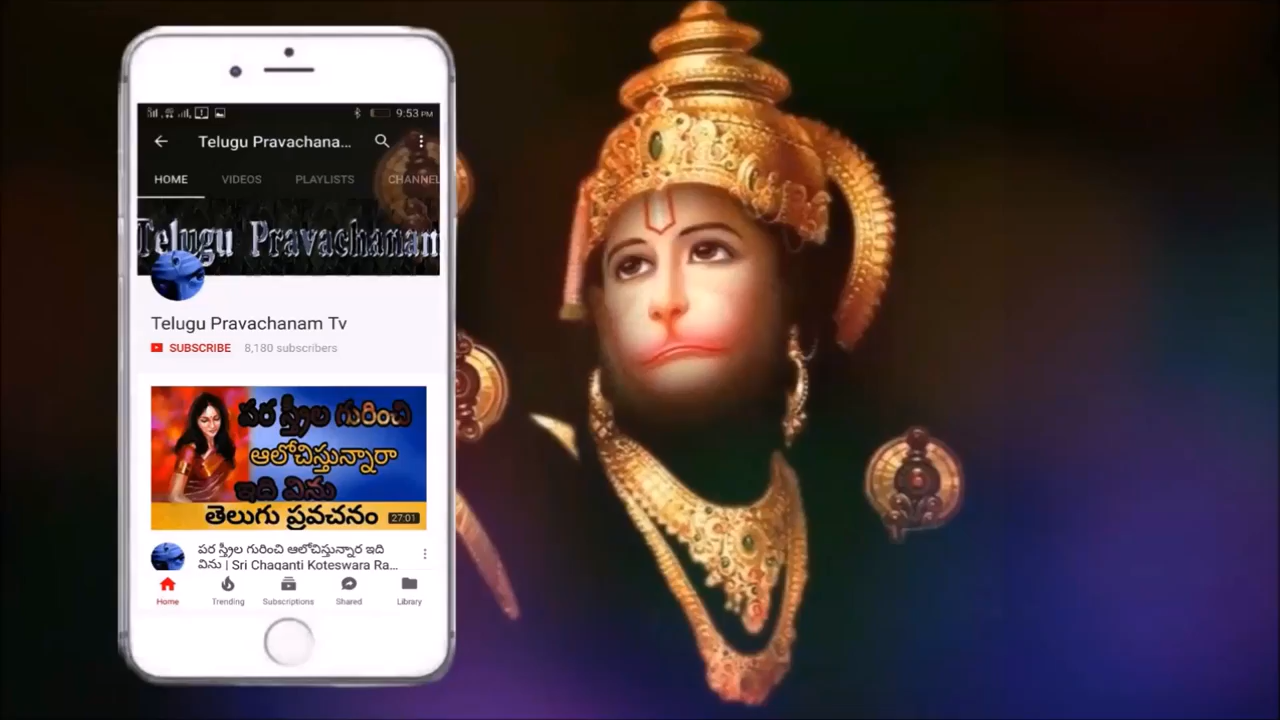 9:53 PM
Telugu Pravachana...
HOME VIDEOS PLAYLISTS CHANNEL
Telugu Pravachanam
Telugu Pravachanam Tv
SUBSCRIBE 8,180 subscribers
పర స్త్రీల గురించి
ఆలోచిస్తున్నారా
ఇది విను
తెలుగు ప్రవచనం 27:01
పర స్త్రీల గురించి ఆలోచిస్తున్నార ఇది
విను | Sri Chaganti Koteswara Ra...
Home Trending Subscriptions Shared Library